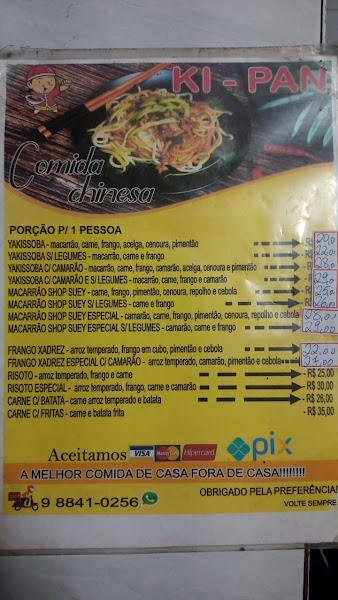 KI - PAN
Comida
chinesa
PORÇÃO P/ 1 PESSOA
YAKISSOBA - macarrão, carne, frango, acelga, cenoura, pimentão
YAKISSOBA S/ LEGUMES - macarrão, carne e frango
YAKISSOBA C/ CAMARÃO - macarrão, carne, frango, camarão, acelga, cenoura e pimentão
YAKISSOBA C/ CAMARÃO E S/ LEGUMES - macarrão, carne, frango e camarão
MACARRÃO SHOP SUEY - carne, frango, pimentão, cenoura, repolho e cebola
MACARRÃO SHOP SUEY S/ LEGUMES - carne e frango
MACARRÃO SHOP SUEY ESPECIAL - camarão, carne, frango, pimentão, cenoura, repolho e cebola
MACARRÃO SHOP SUEY ESPECIAL S/ LEGUMES - camarão, carne e frango 29,00
FRANGO XADREZ - arroz temperado, frango em cubo, pimentão e cebola 22,00
FRANGO XADREZ ESPECIAL C/ CAMARÃO - arroz temperado, camarão, pimentão e cebola
RISOTO - arroz temperado, frango e carne - R$ 25,00
RISOTO ESPECIAL - arroz temperado, frango, carne e camarão - R$ 30,00
CARNE C/ BATATA - carne arroz temperado e batata - R$ 26,00
CARNE C/ FRITAS - carne e batata frita - R$ 35,00
Aceitamos VISA MasterCard Hipercard pix
A MELHOR COMIDA DE CASA FORA DE CASA!!!!!!!!
9 8841-0256 OBRIGADO PELA PREFERÊNCIA!
VOLTE SEMPRE